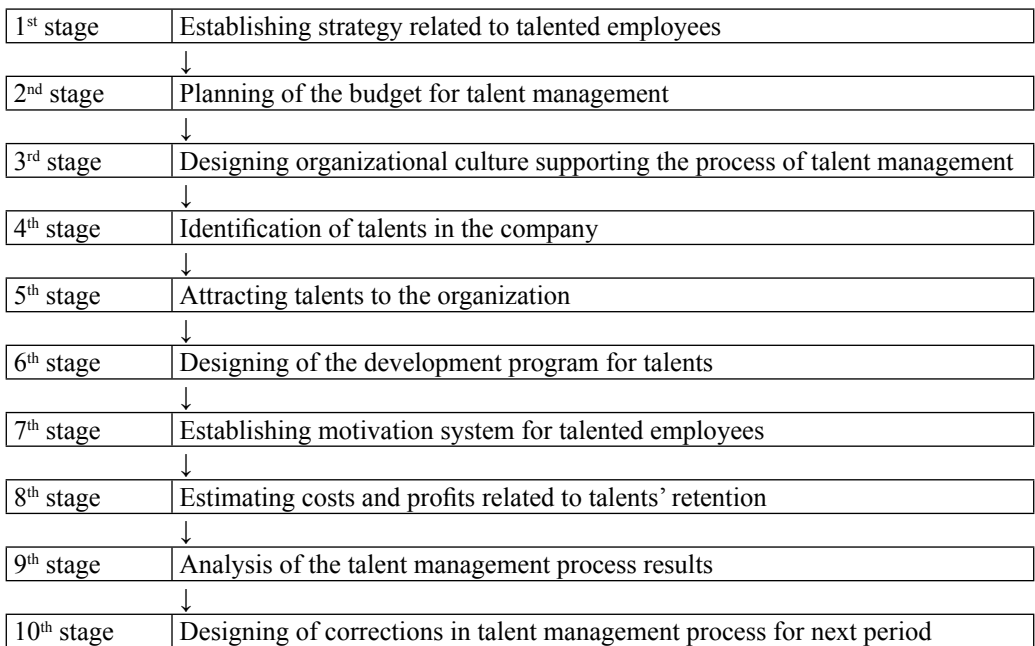 1st stage Establishing strategy related to talented employees
↓
2nd stage Planning of the budget for talent management
↓
3rd stage Designing organizational culture supporting the process of talent management
↓
4th stage Identification of talents in the company
↓
5th stage Attracting talents to the organization
↓
6th stage Designing of the development program for talents
↓
7th stage Establishing motivation system for talented employees
↓
8th stage Estimating costs and profits related to talents’ retention
↓
9th stage Analysis of the talent management process results
↓
10th stage Designing of corrections in talent management process for next period